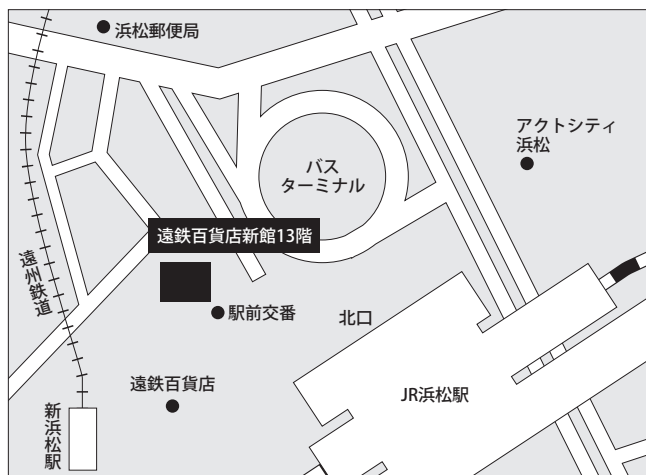 浜松郵便局
アクトシティ
浜松
バス
ターミナル
遠鉄百貨店新館13階
遠州鉄道
駅前交番
北口
遠鉄百貨店
JR浜松駅
新浜松駅